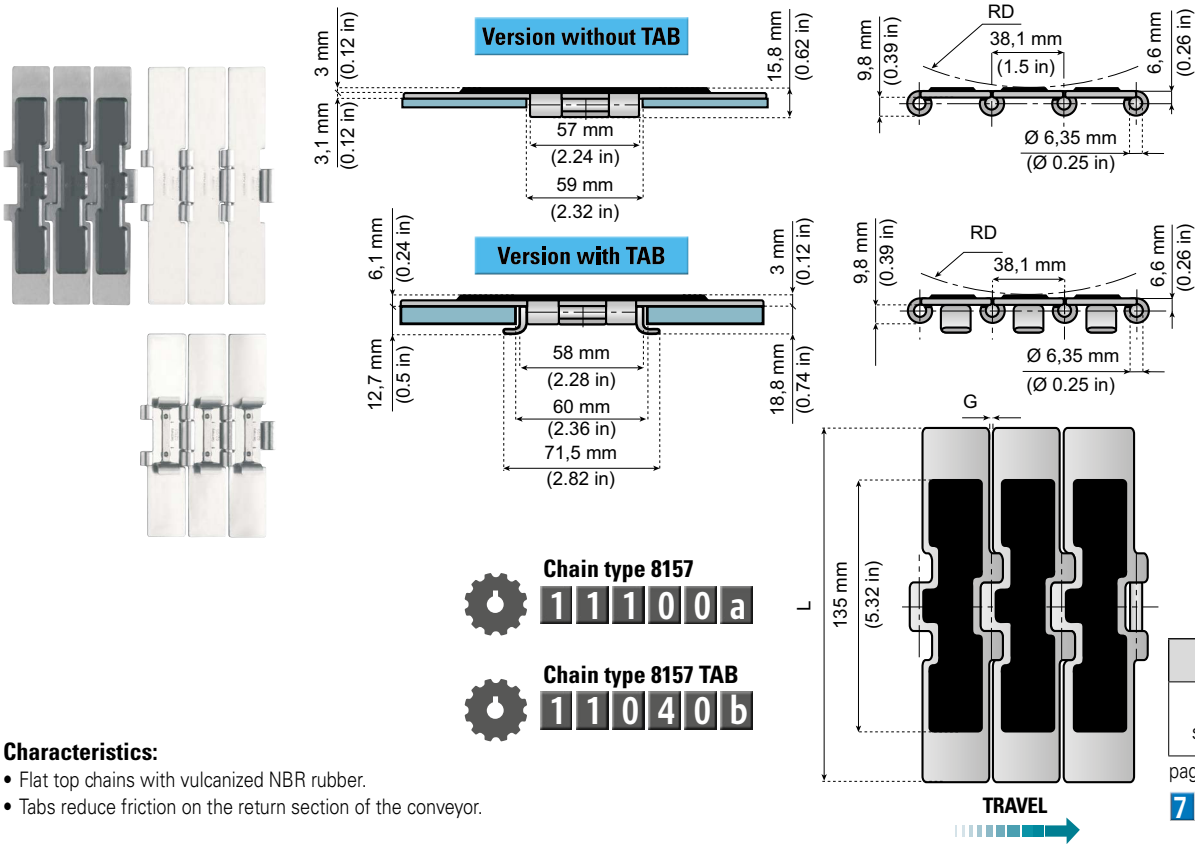 Version without TAB
3 mm
(0.12 in)
3,1 mm
(0.12 in)
15,8 mm
(0.62 in)
57 mm
(2.24 in)
59 mm
(2.32 in)
RD
38,1 mm
(1.5 in)
9,8 mm
(0.39 in)
6,6 mm
(0.26 in)
Ø 6,35 mm
(Ø 0.25 in)
Version with TAB
6,1 mm
(0.24 in)
3 mm
(0.12 in)
12,7 mm
(0.5 in)
18,8 mm
(0.74 in)
58 mm
(2.28 in)
60 mm
(2.36 in)
71,5 mm
(2.82 in)
RD
38,1 mm
9,8 mm
(0.39 in)
6,6 mm
(0.26 in)
Ø 6,35 mm
(Ø 0.25 in)
G
L
135 mm
(5.32 in)
TRAVEL
Chain type 8157
11100a
Chain type 8157 TAB
11040b
Characteristics:
• Flat top chains with vulcanized NBR rubber.
• Tabs reduce friction on the return section of the conveyor.
s
pag
7